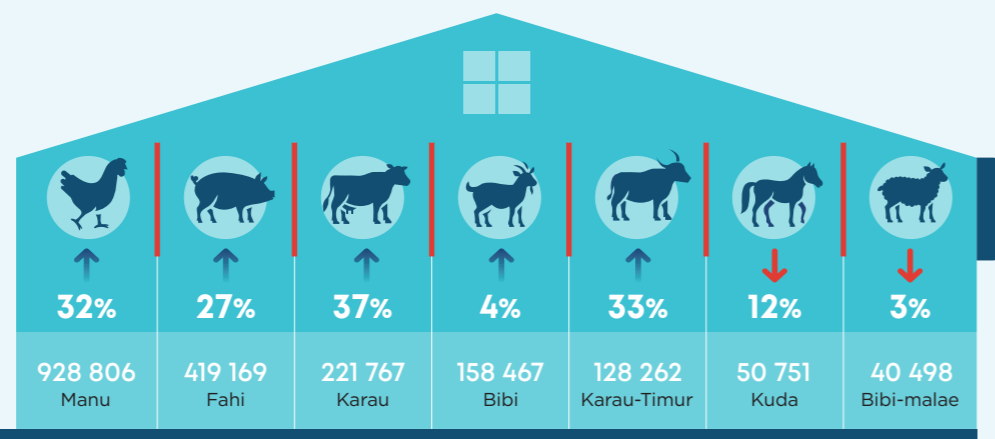 32% 27% 37% 4% 33% 12% 3%
928 806 419 169 221 767 158 467 128 262 50 751 40 498
Manu Fahi Karau Bibi Karau-Timur Kuda Bibi-malae